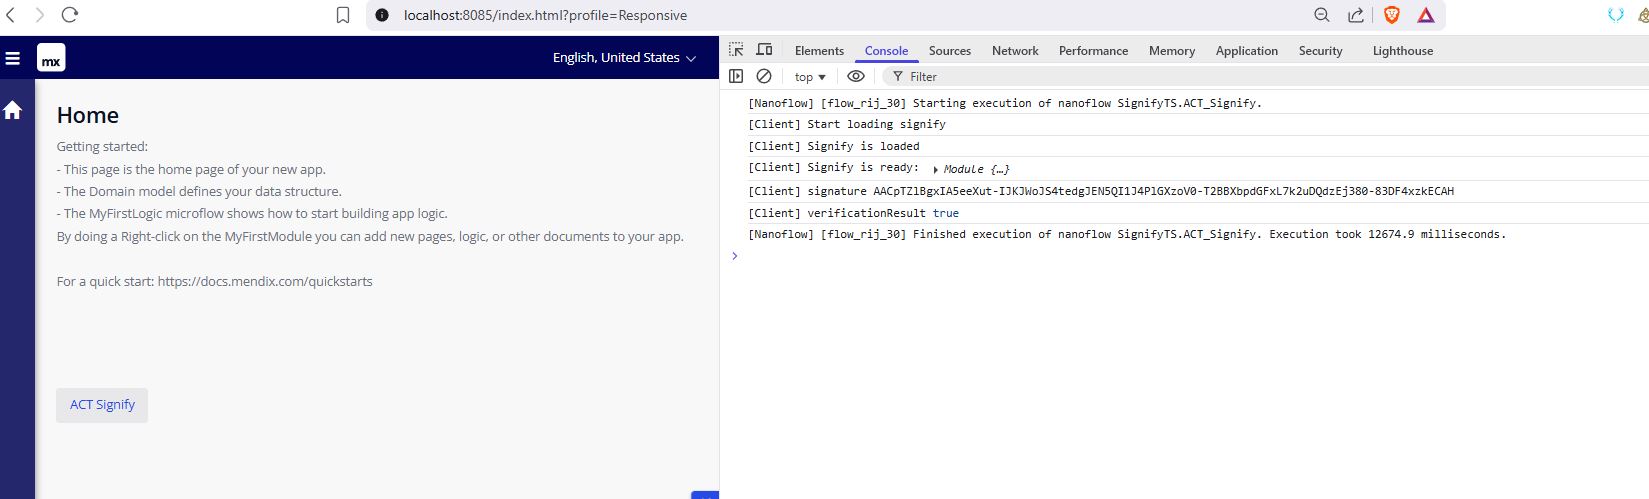 localhost:8085/index.html?profile=Responsive
mx
English, United States
Home
Getting started:
- This page is the home page of your new app.
- The Domain model defines your data structure.
- The MyFirstLogic microflow shows how to start building app logic.
By doing a Right-click on the MyFirstModule you can add new pages, logic, or other documents to your app.
For a quick start: https://docs.mendix.com/quickstarts
ACT Signify
Elements Console Sources Network Performance Memory Application Security Lighthouse
top Filter
[Nanoflow] [flow_rij_30] Starting execution of nanoflow SignifyTS.ACT_Signify.
[Client] Start loading signify
[Client] Signify is loaded
[Client] Signify is ready: Module {…}
[Client] signature AACpTZlBgxIA5eeXut-IJKJWoJS4tedgJEN5QI1J4PlGXzoV0-T2BBXbpdGFxL7k2uDQdzEj380-83DF4xzkECAH
[Client] verificationResult true
[Nanoflow] [flow_rij_30] Finished execution of nanoflow SignifyTS.ACT_Signify. Execution took 12674.9 milliseconds.